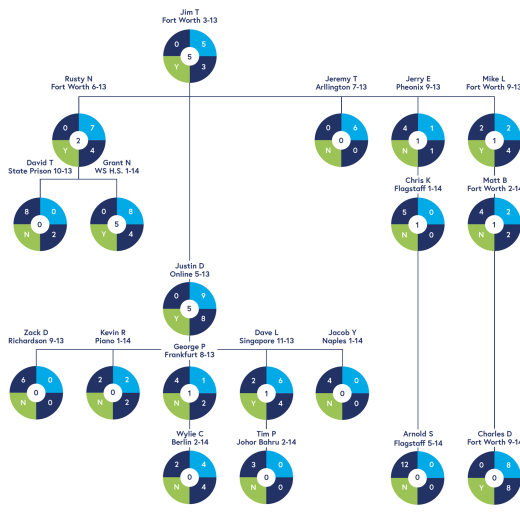 Jim T
Fort Worth 3-13
0 5
5
Y 3
Rusty N
Fort Worth 6-13
0 7
2
Y 4
Jeremy T
Arllington 7-13
0 6
0
N 0
Jerry E
Pheonix 9-13
4 1
1
N 1
Mike L
Fort Worth 9-13
2 2
1
Y 4
David T
State Prison 10-13
8 0
0
N 2
Grant N
WS H.S. 1-14
0 8
5
Y 4
Chris K
Flagstaff 1-14
5 0
1
N 0
Matt B
Fort Worth 2-14
4 2
1
N 2
Justin D
Online 5-13
0 9
5
Y 8
Zack D
Richardson 9-13
6 0
0
N 0
Kevin R
Piano 1-14
2 2
0
N 2
George P
Frankfurt 8-13
4 1
1
N 2
Dave L
Singapore 11-13
2 6
1
Y 4
Jacob Y
Naples 1-14
4 0
0
N 0
Wylie C
Berlin 2-14
2 4
0
N 4
Tim P
Johor Bahru 2-14
3 0
0
N 0
Arnold S
Flagstaff 5-14
12 0
0
N 0
Charles D
Fort Worth 9-14
0 8
0
Y 8